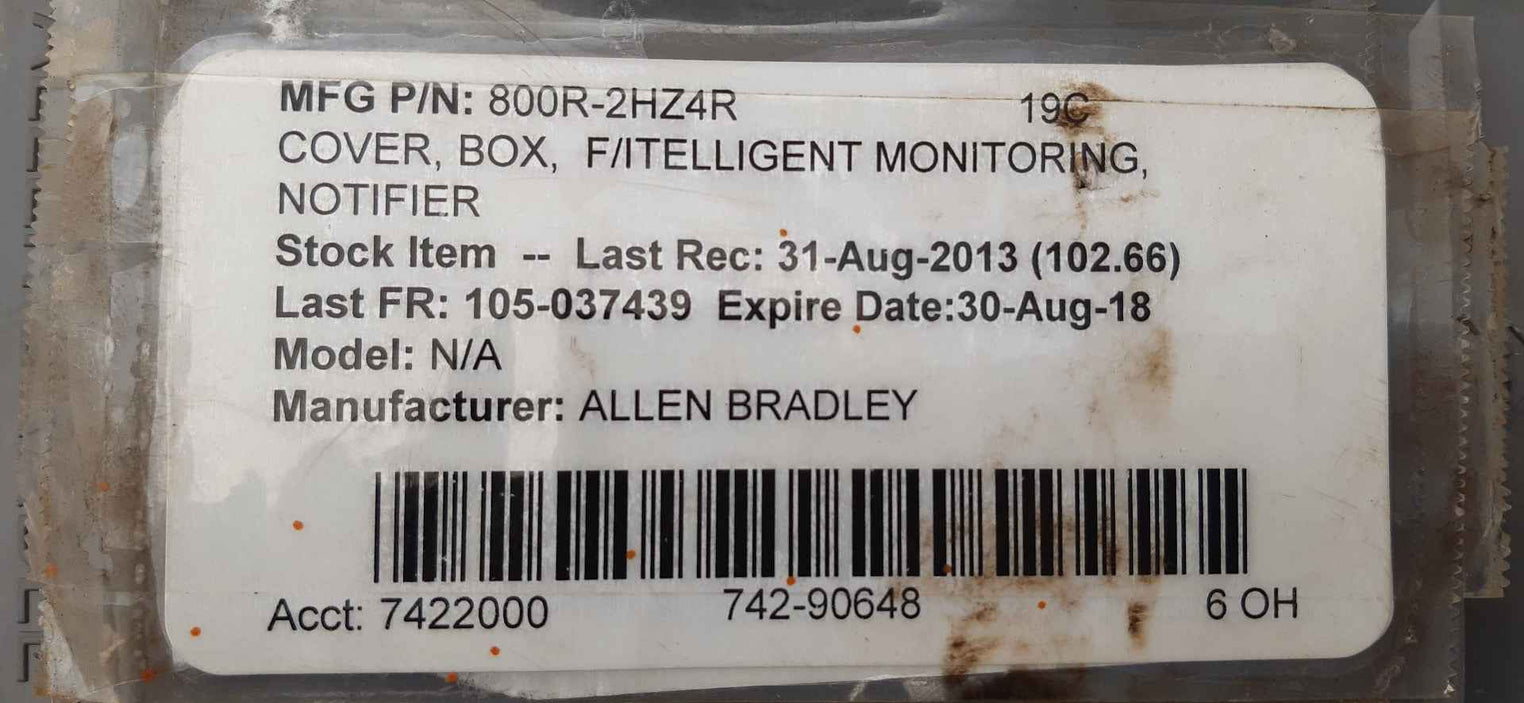 MFG P/N: 800R-2HZ4R 19C
COVER, BOX, F/ITELLIGENT MONITORING,
NOTIFIER
Stock Item -- Last Rec: 31-Aug-2013 (102.66)
Last FR: 105-037439 Expire Date:30-Aug-18
Model: N/A
Manufacturer: ALLEN BRADLEY
Acct: 7422000 742-90648 6 OH